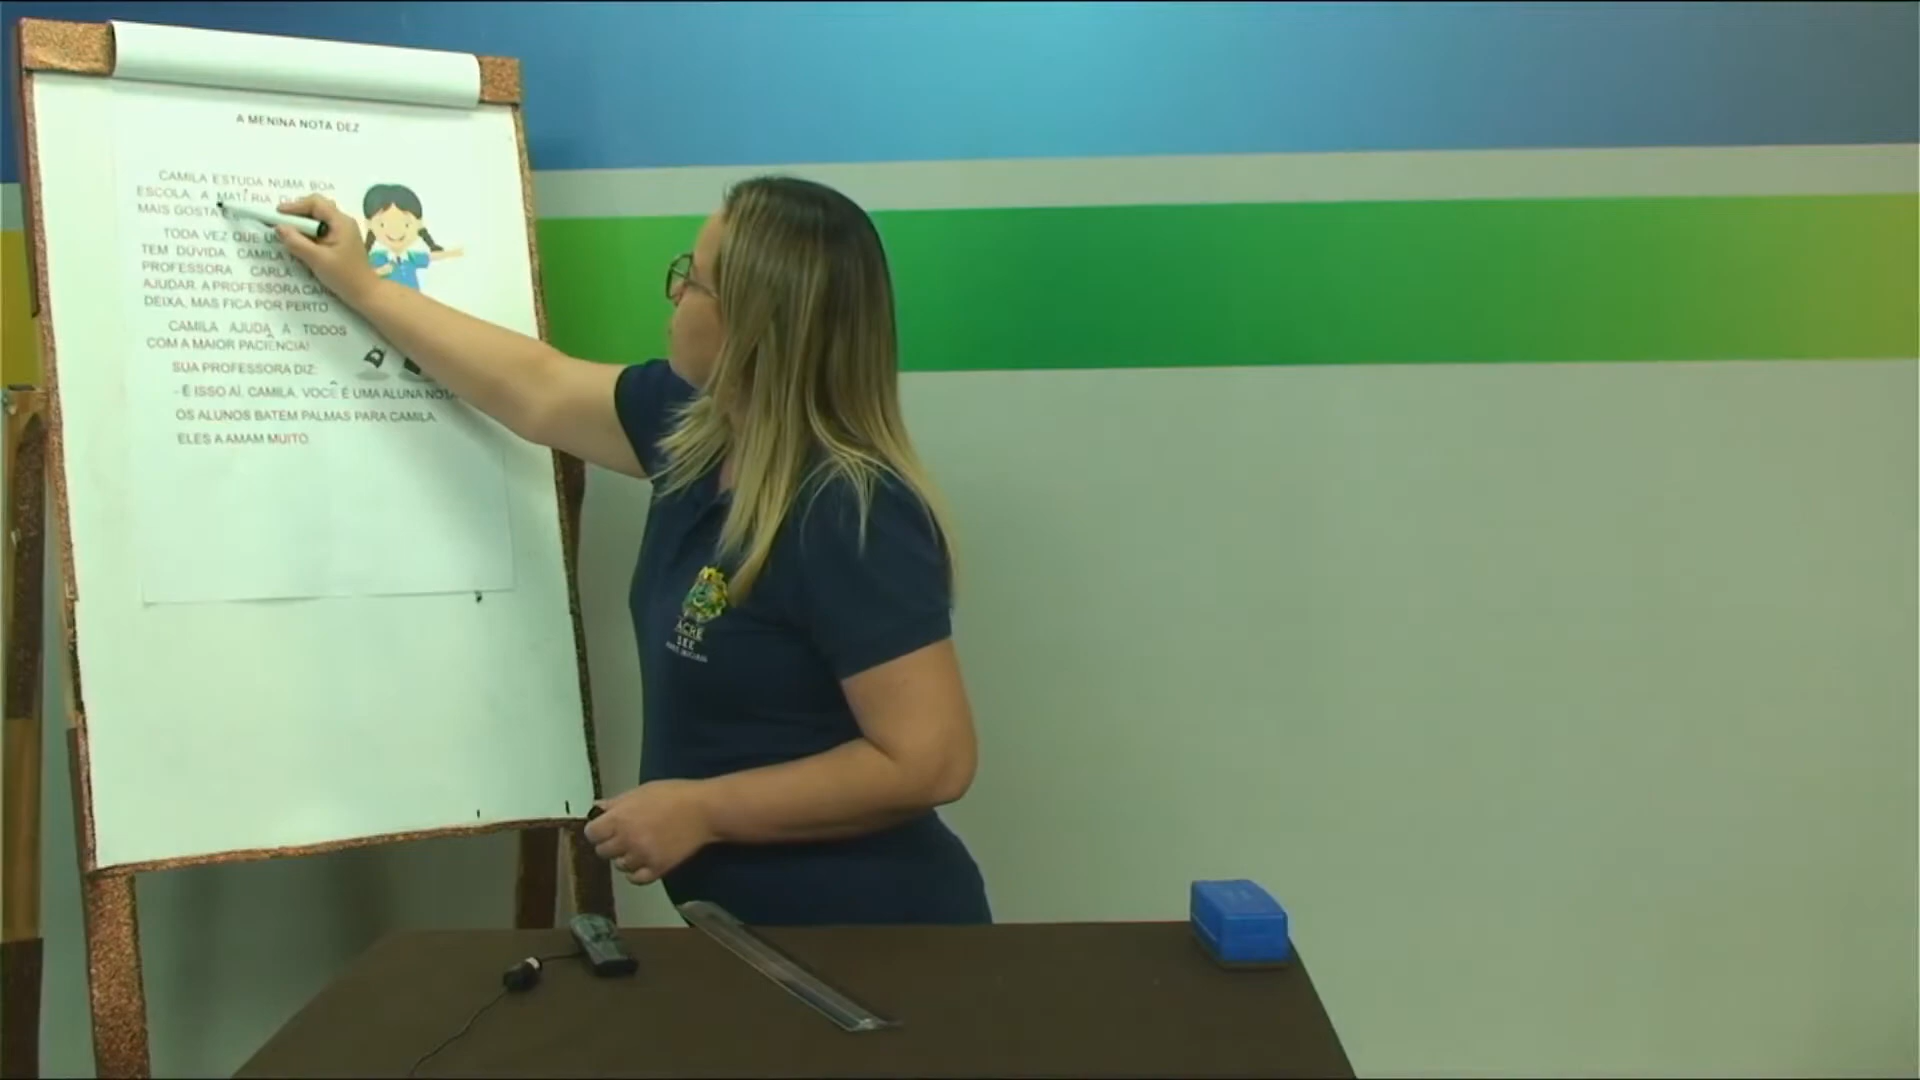 A MENINA NOTA DEZ
CAMILA ESTUDA NUMA BOA
ESCOLA. A MATÉRIA
MAIS GOSTA É
TODA VEZ QUE
TEM DÚVIDA, CAMILA
PROFESSORA CARLA
AJUDAR. A PROFESSORA
DEIXA, MAS FICA POR PERTO.
CAMILA AJUDA A TODOS
COM A MAIOR PACIÊNCIA!
SUA PROFESSORA DIZ:
- É ISSO AÍ, CAMILA. VOCÊ É UMA ALUNA NOTA
OS ALUNOS BATEM PALMAS PARA CAMILA.
ELES A AMAM MUITO.
ACRE
SEE